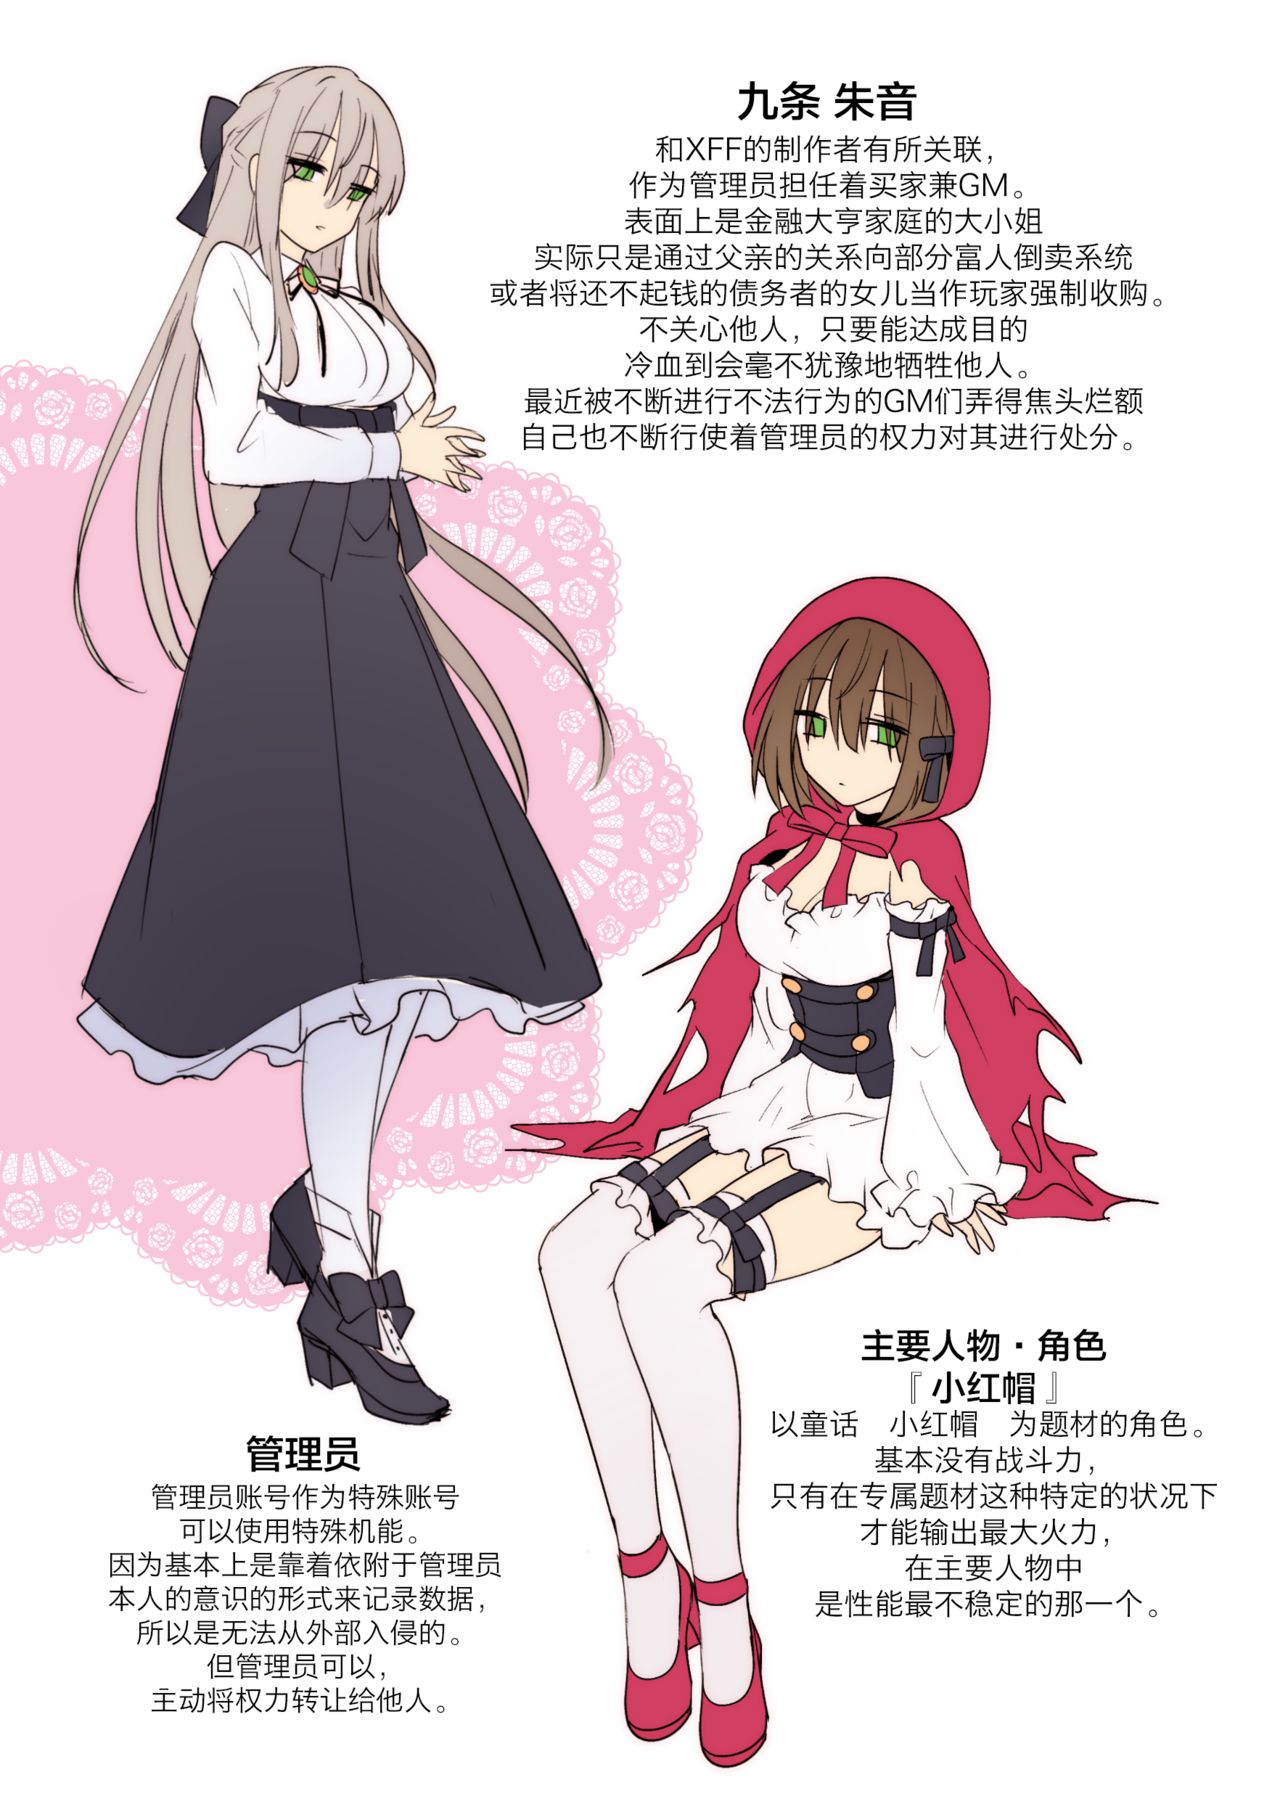 九条 朱音
和XFF的制作者有所关联，
作为管理员担任着买家兼GM。
表面上是金融大亨家庭的大小姐
实际只是通过父亲的关系向部分富人倒卖系统
或者将还不起钱的债务者的女儿当作玩家强制收购。
不关心他人，只要能达成目的
冷血到会毫不犹豫地牺牲他人。
最近被不断进行不法行为的GM们弄得焦头烂额
自己也不断行使着管理员的权力对其进行处分。
主要人物·角色
『小红帽』
以童话　小红帽　为题材的角色。
基本没有战斗力，
只有在专属题材这种特定的状况下
才能输出最大火力，
在主要人物中
是性能最不稳定的那一个。
管理员
管理员账号作为特殊账号
可以使用特殊机能。
因为基本上是靠着依附于管理员
本人的意识的形式来记录数据，
所以是无法从外部入侵的。
但管理员可以，
主动将权力转让给他人。